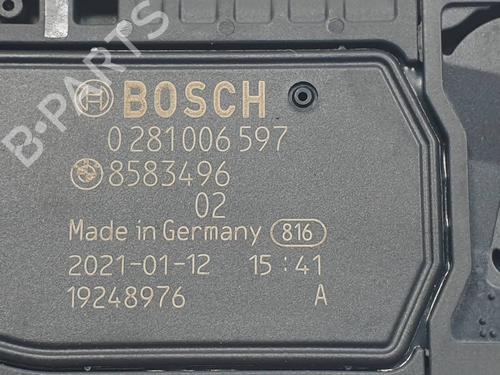 BOSCH
0 281 006 597
8583496
02
Made in Germany 816
2021-01-12 15:41
19248976 A
B-PARTS